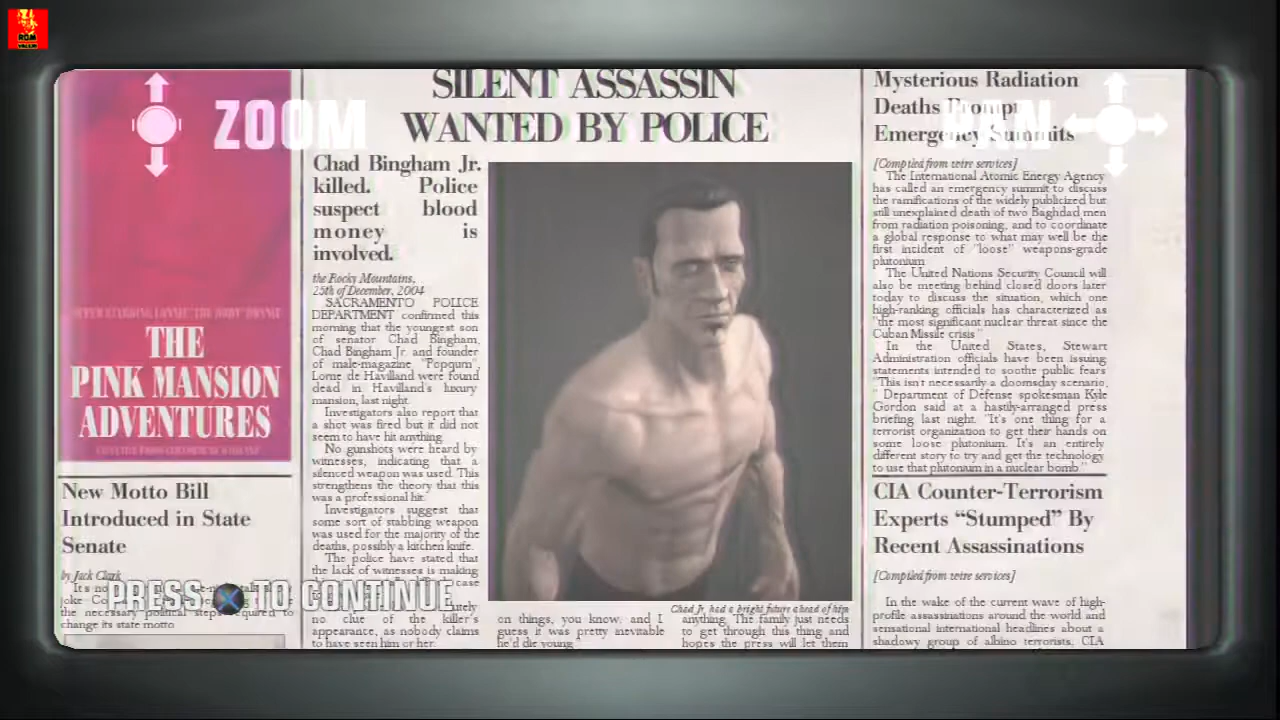 ROM
ZOOM
PAN
THE
PINK MANSION
ADVENTURES
New Motto Bill
Introduced in State
Senate
by Jack Clark
the necessary political steps required to
change its state motto
PRESS X TO CONTINUE
SILENT ASSASSIN
WANTED BY POLICE
Chad Bingham Jr.
killed. Police
suspect blood
money is
involved.
the Rocky Mountains,
25th of December, 2004
SACRAMENTO POLICE
DEPARTMENT confirmed this
morning that the youngest son
of senator Chad Bingham,
Chad Bingham Jr. and founder
of male-magazine "Popgun",
Lorne de Havilland were found
dead in Havilland's luxury
mansion, last night.
Investigators also report that
a shot was fired but it did not
seem to have hit anything.
No gunshots were heard by
witnesses, indicating that a
silenced weapon was used. This
strengthens the theory that this
was a professional hit.
Investigators suggest that
some sort of stabbing weapon
was used for the majority of the
deaths, possibly a kitchen knife.
The police have stated that
the lack of witnesses is making
case
no clue of the killer's
appearance, as nobody claims
to have seen him or her.
Chad Jr. had a bright future ahead of him
on things, you know. and I
guess it was pretty inevitable
he'd die young."
anything. The family just needs
to get through this thing and
hopes the press will let them
Mysterious Radiation
Deaths Prompt
Emergency Summits
[Compiled from wire services]
The International Atomic Energy Agency
has called an emergency summit to discuss
the ramifications of the widely publicized but
still unexplained death of two Baghdad men
from radiation poisoning, and to coordinate
a global response to what may well be the
first incident of "loose" weapons-grade
plutonium.
The United Nations Security Council will
also be meeting behind closed doors later
today to discuss the situation, which one
high-ranking officials has characterized as
"the most significant nuclear threat since the
Cuban Missile crisis"
In the United States, Stewart
Administration officials have been issuing
statements intended to soothe public fears
"This isn't necessarily a doomsday scenario,
" Department of Defense spokesman Kyle
Gordon said at a hastily-arranged press
briefing last night. "It's one thing for a
terrorist organization to get their hands on
some loose plutonium. It's an entirely
different story to try and get the technology
to use that plutonium in a nuclear bomb"
CIA Counter-Terrorism
Experts "Stumped" By
Recent Assassinations
[Compiled from wire services]
In the wake of the current wave of high-
profile assassinations around the world and
sensational international headlines about a
shadowy group of albino terrorists, CIA